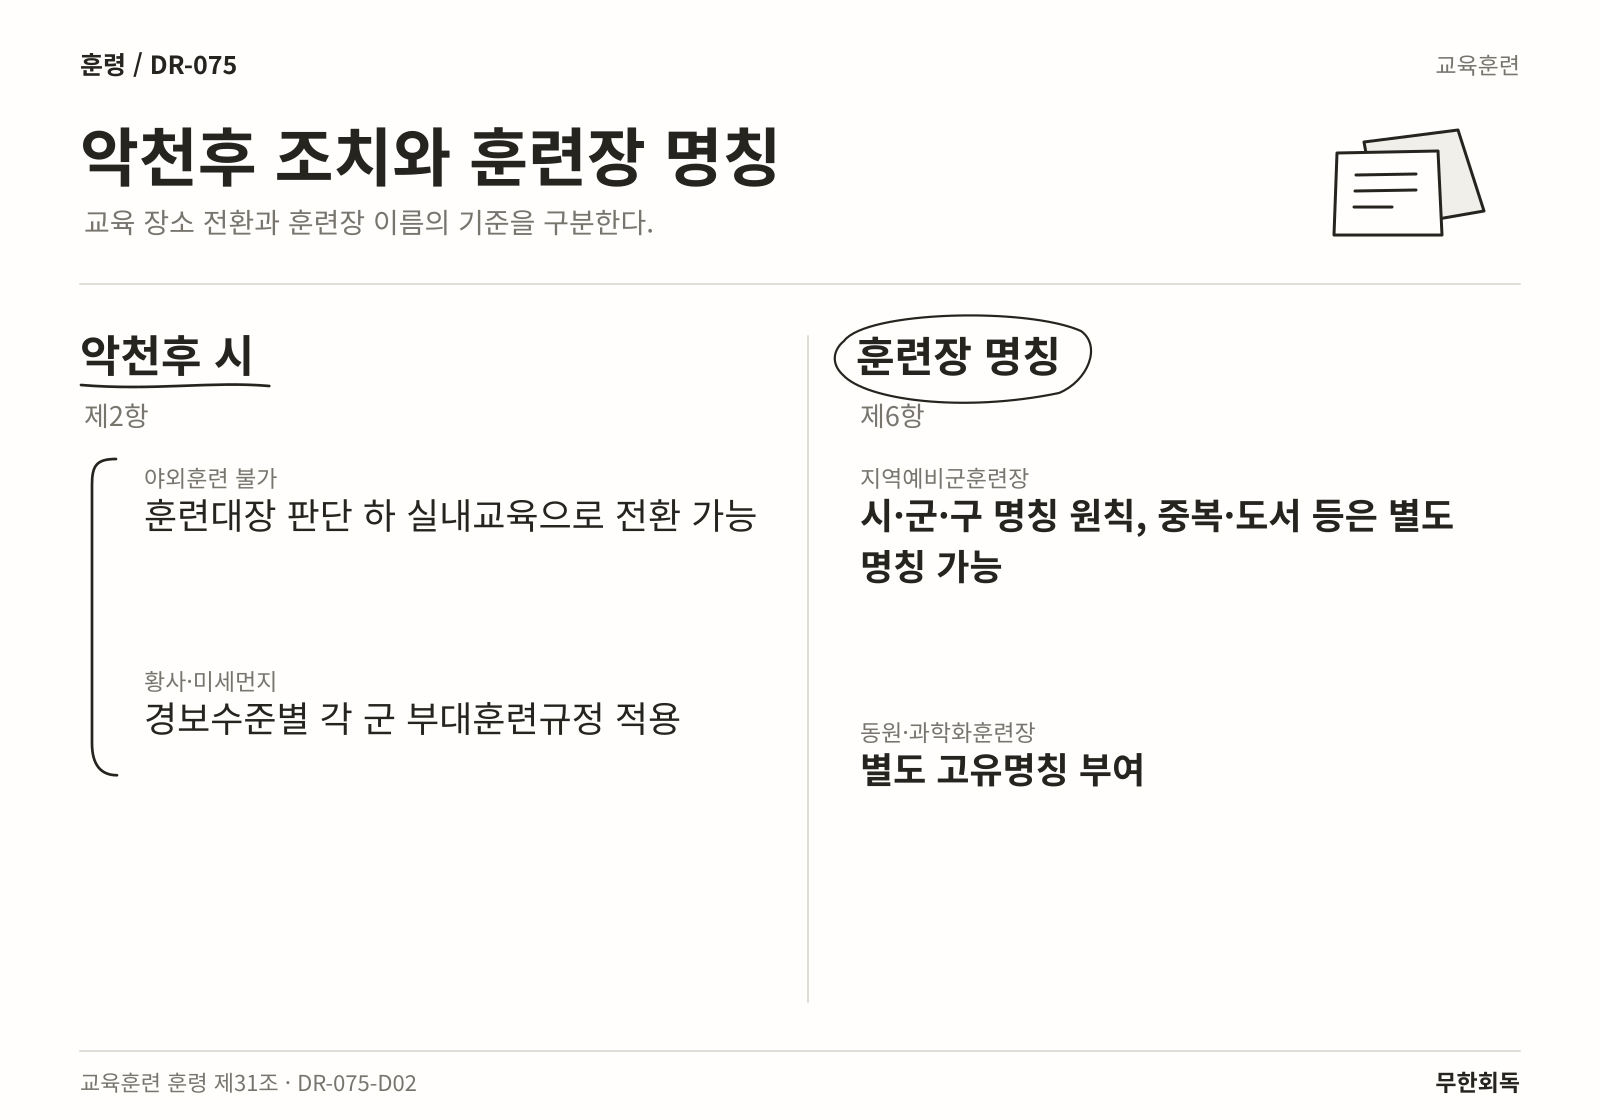 훈령 / DR-075
교육훈련
악천후 조치와 훈련장 명칭
교육 장소 전환과 훈련장 이름의 기준을 구분한다.
악천후 시
제2항
야외훈련 불가
훈련대장 판단 하 실내교육으로 전환 가능
황사·미세먼지
경보수준별 각 군 부대훈련규정 적용
훈련장 명칭
제6항
지역예비군훈련장
시·군·구 명칭 원칙, 중복·도서 등은 별도
명칭 가능
동원·과학화훈련장
별도 고유명칭 부여
교육훈련 훈령 제31조 · DR-075-D02
무한회독